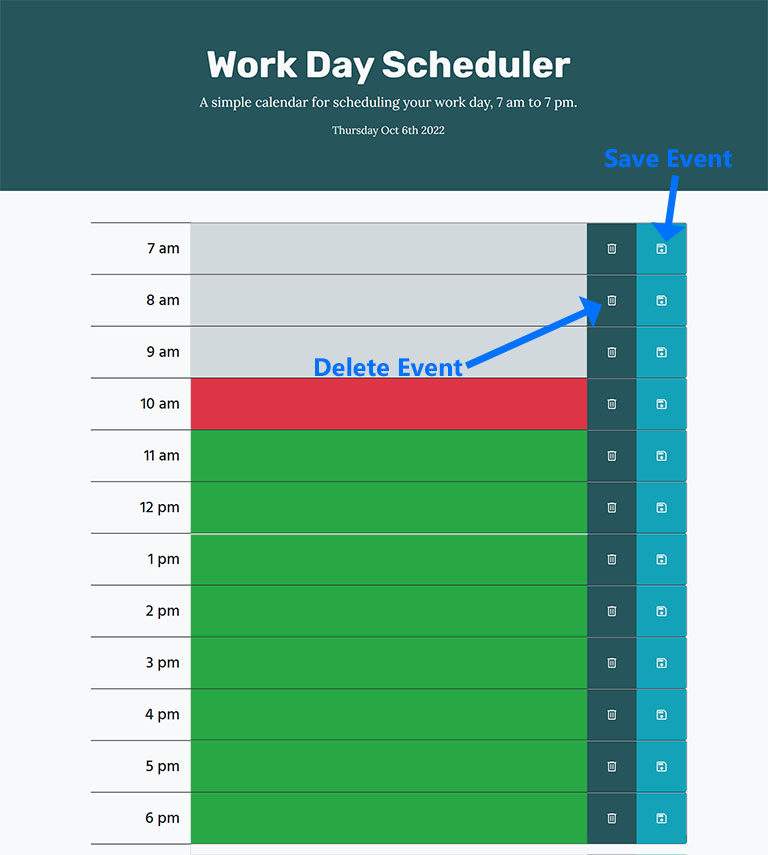 Work Day Scheduler
A simple calendar for scheduling your work day, 7 am to 7 pm.
Thursday Oct 6th 2022
Save Event
7 am
8 am
9 am
Delete Event
10 am
11 am
12 pm
1 pm
2 pm
3 pm
4 pm
5 pm
6 pm